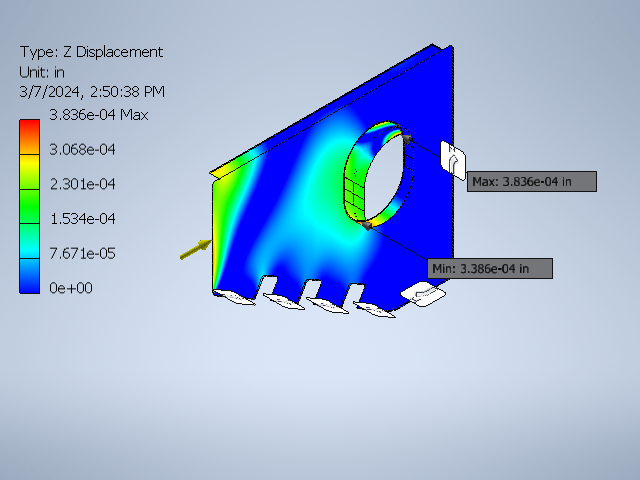 Type: Z Displacement
Unit: in
3/7/2024, 2:50:38 PM
3.836e-04 Max
3.068e-04
2.301e-04
1.534e-04
7.671e-05
0e+00
Max: 3.836e-04 in
Min: 3.386e-04 in